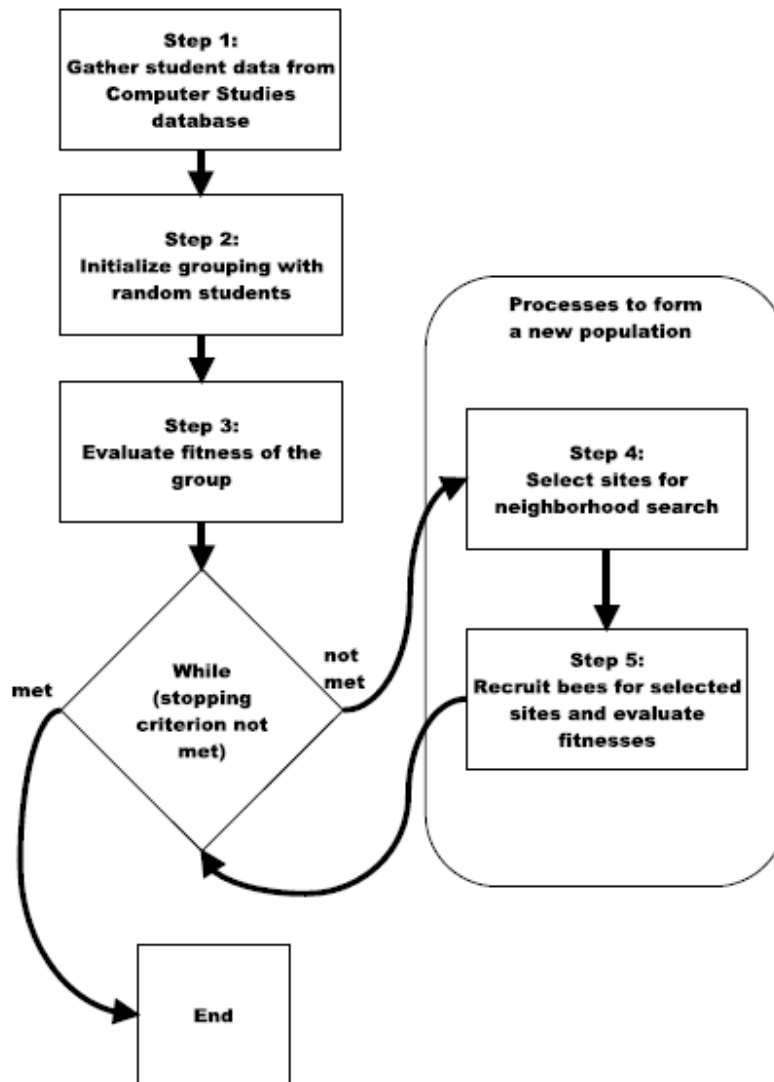 Step 1:
Gather student data from
Computer Studies
database
Step 2:
Initialize grouping with
random students
Step 3:
Evaluate fitness of the
group
While
(stopping
criterion not
met)
met
not
met
Processes to form
a new population
Step 4:
Select sites for
neighborhood search
Step 5:
Recruit bees for selected
sites and evaluate
fitnesses
End